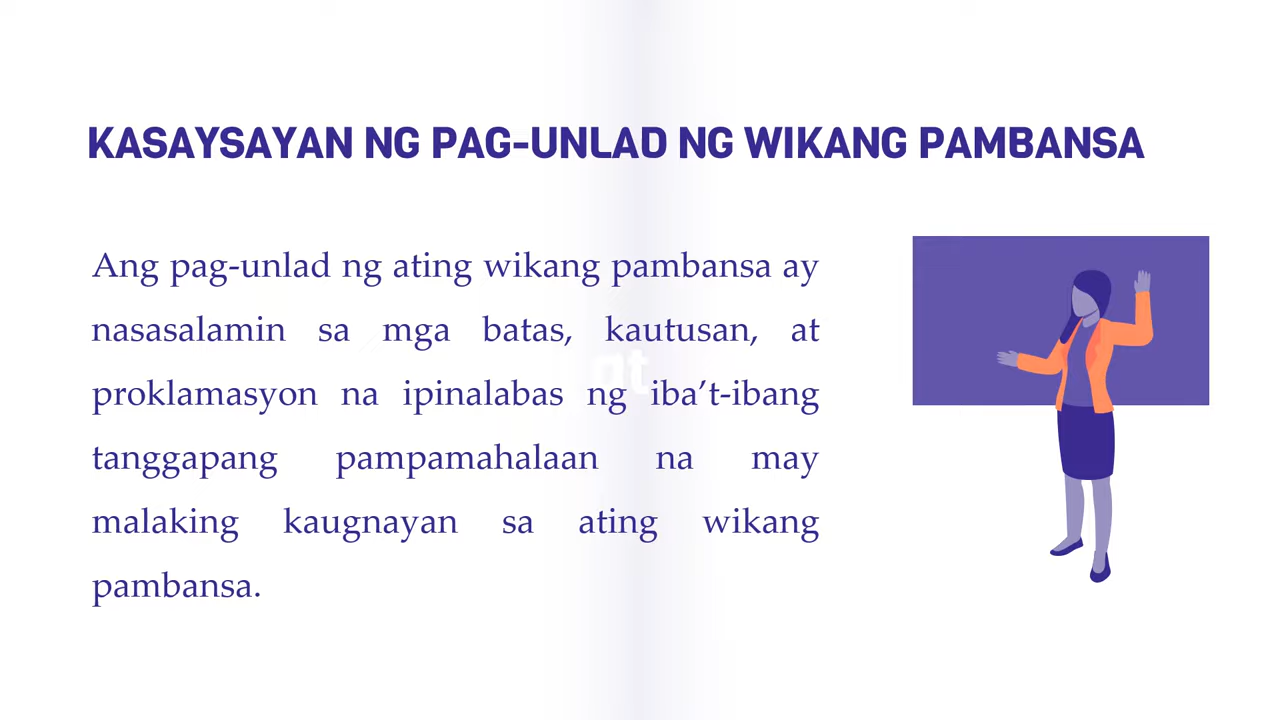 KASAYSAYAN NG PAG-UNLAD NG WIKANG PAMBANSA
Ang pag-unlad ng ating wikang pambansa ay
nasasalamin sa mga batas, kautusan, at
proklamasyon na ipinalabas ng iba’t-ibang
tanggapang pampamahalaan na may
malaking kaugnayan sa ating wikang
pambansa.